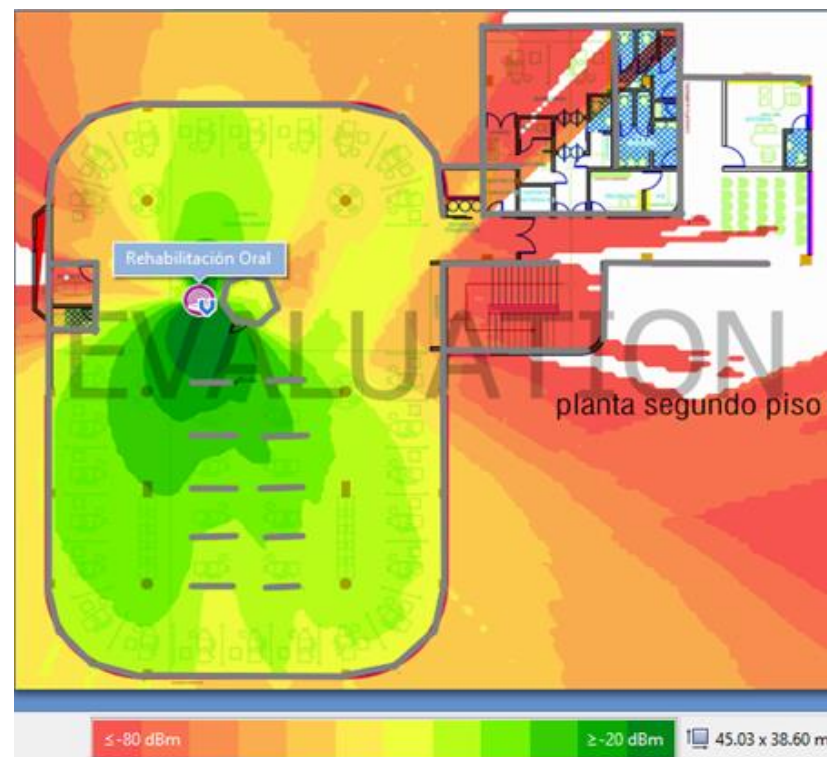 Rehabilitación Oral
EVALUATION
planta segundo piso
≤-80 dBm
≥-20 dBm
45.03 x 38.60 m